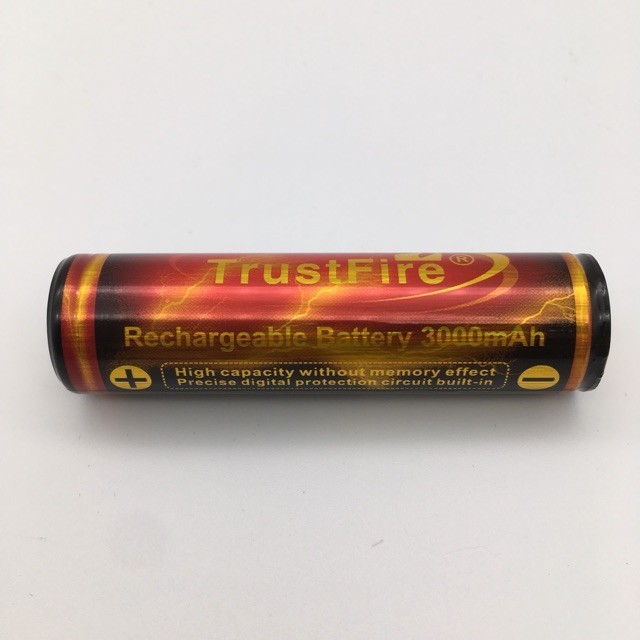 TrustFire®
Rechargeable Battery 3000mAh
High capacity without memory effect
Precise digital protection circuit built-in
+ −